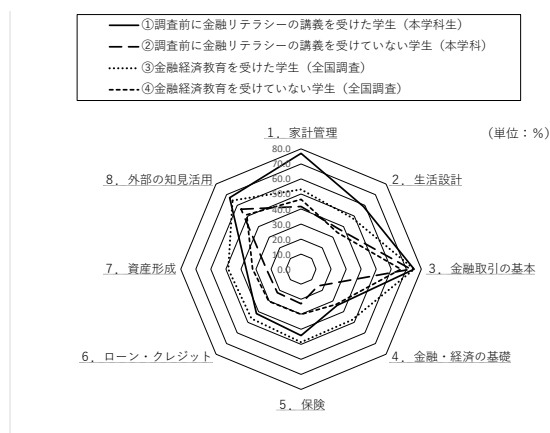 ①調査前に金融リテラシーの講義を受けた学生（本学科生）
②調査前に金融リテラシーの講義を受けていない学生（本学科）
③金融経済教育を受けた学生（全国調査）
④金融経済教育を受けていない学生（全国調査）
（単位：％）
1．家計管理
2．生活設計
3．金融取引の基本
4．金融・経済の基礎
5．保険
6．ローン・クレジット
7．資産形成
8．外部の知見活用
80.0
70.0
60.0
50.0
40.0
30.0
20.0
10.0
0.0